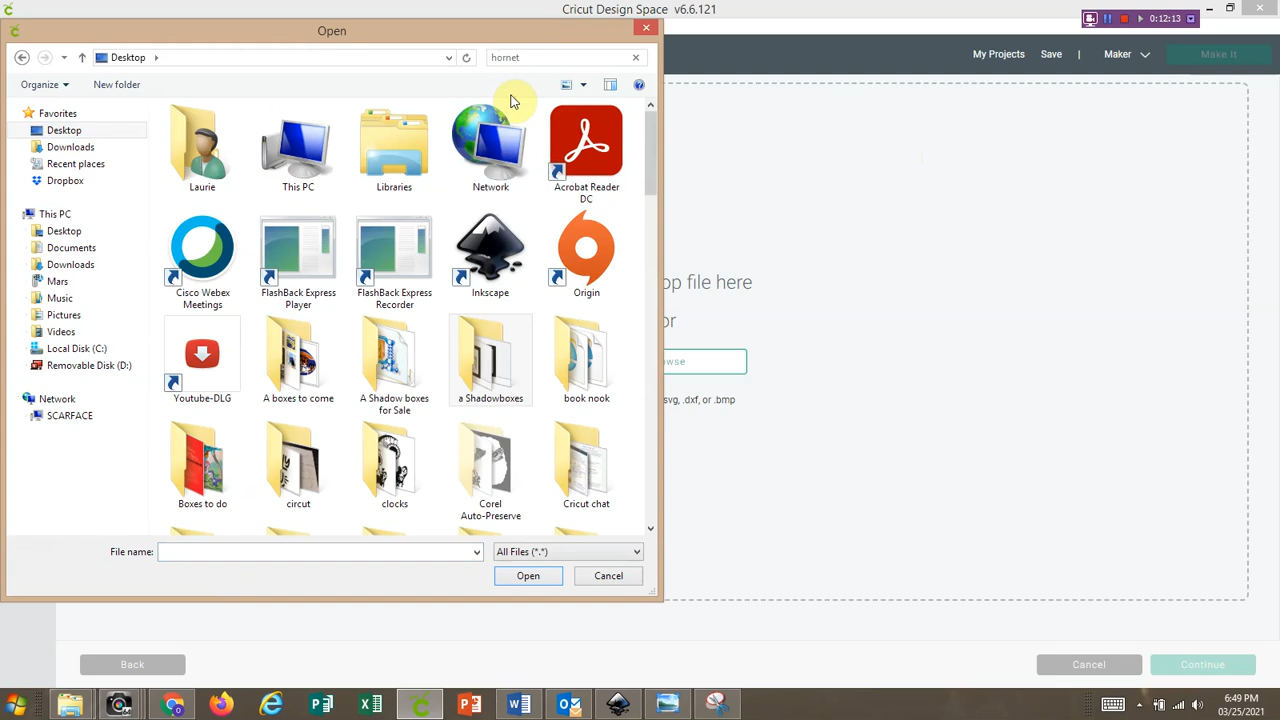 Cricut Design Space v6.6.121
0:12:13
Open
Desktop
hornet
My Projects
Save
|
Maker
Make It
Organize
New folder
Favorites
Desktop
Downloads
Recent places
Dropbox
This PC
Desktop
Documents
Downloads
Mars
Music
Pictures
Videos
Local Disk (C:)
Removable Disk (D:)
Network
SCARFACE
Laurie
This PC
Libraries
Network
Acrobat Reader
DC
Cisco Webex
Meetings
FlashBack Express
Player
FlashBack Express
Recorder
Inkscape
Origin
Youtube-DLG
A boxes to come
A Shadow boxes
for Sale
a Shadowboxes
book nook
Boxes to do
circut
clocks
Corel
Auto-Preserve
Cricut chat
op file here
or
wse
svg, .dxf, or .bmp
File name:
All Files (*.*)
Open
Cancel
Back
Cancel
Continue
6:49 PM
03/25/2021